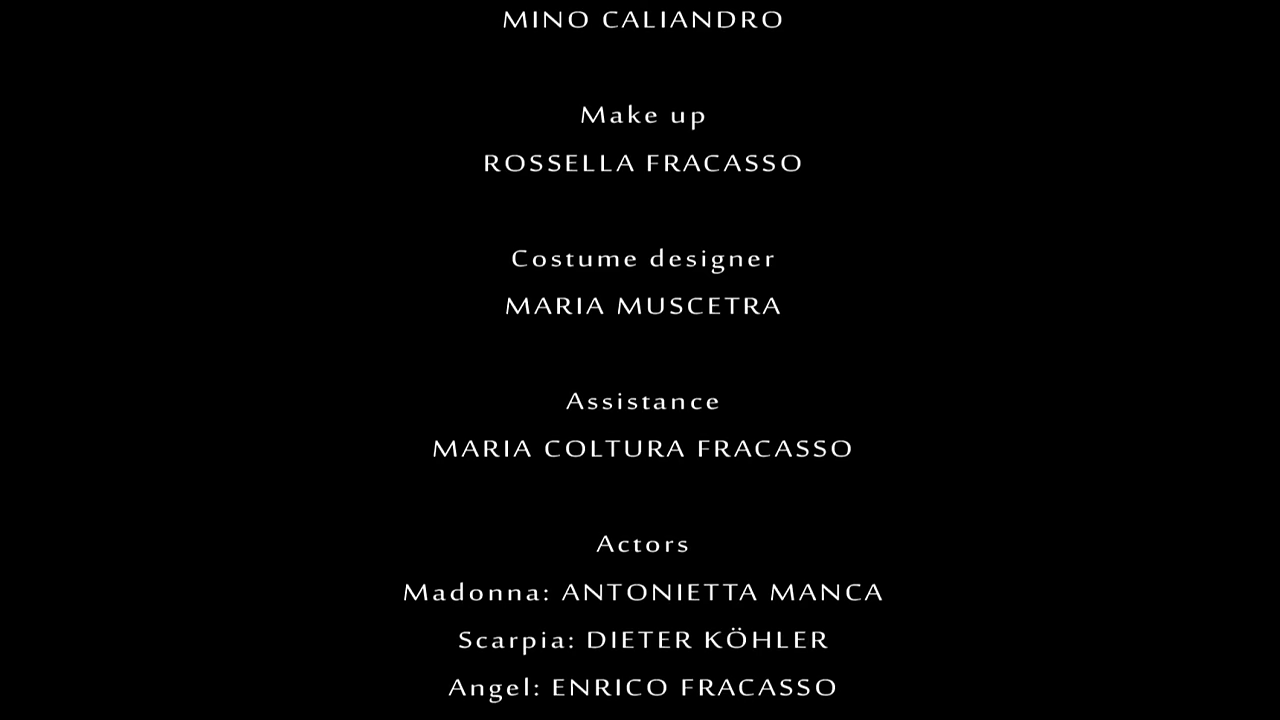 MINO CALIANDRO
Make up
ROSSELLA FRACASSO
Costume designer
MARIA MUSCETRA
Assistance
MARIA COLTURA FRACASSO
Actors
Madonna: ANTONIETTA MANCA
Scarpia: DIETER KÖHLER
Angel: ENRICO FRACASSO